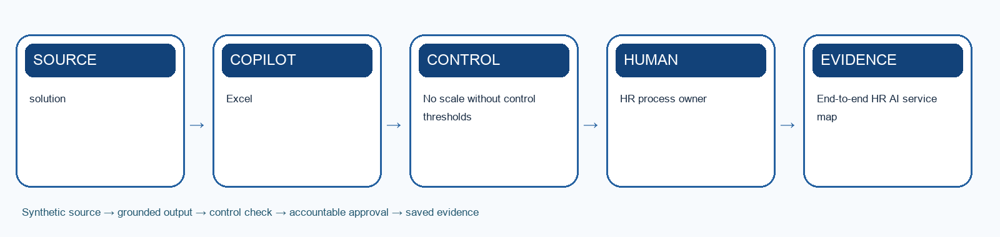 SOURCE
solution
→
COPILOT
Excel
→
CONTROL
No scale without control
thresholds
→
HUMAN
HR process owner
→
EVIDENCE
End-to-end HR AI service
map
Synthetic source → grounded output → control check → accountable approval → saved evidence